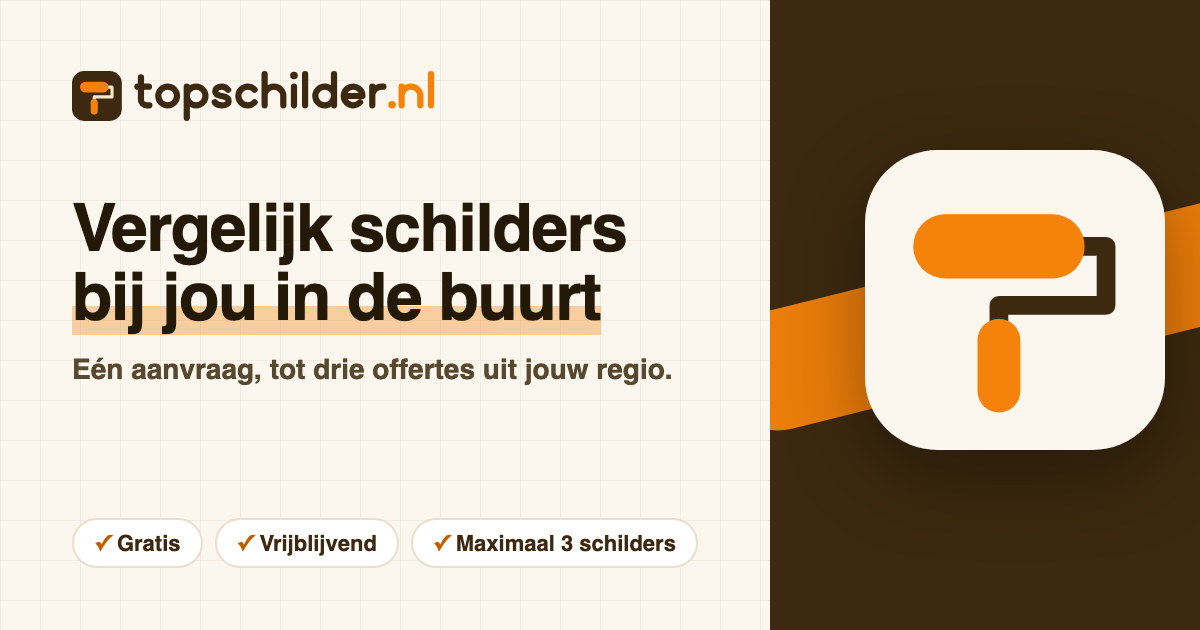 topschilder.nl
Vergelijk schilders
bij jou in de buurt
Eén aanvraag, tot drie offertes uit jouw regio.
✓ Gratis ✓ Vrijblijvend ✓ Maximaal 3 schilders